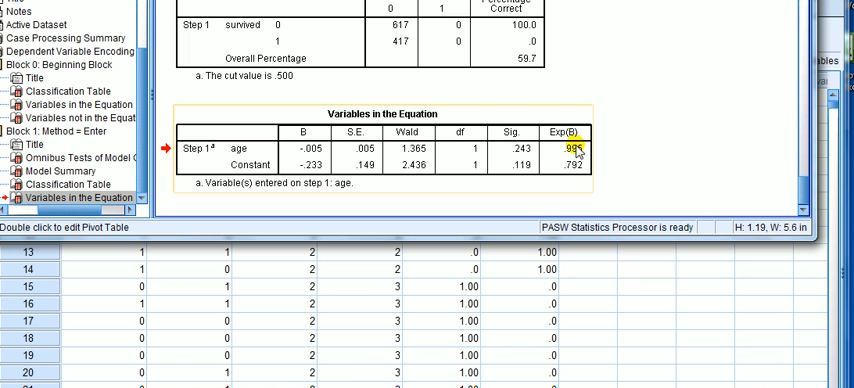 Notes
Active Dataset
Case Processing Summary
Dependent Variable Encoding
Block 0: Beginning Block
Title
Classification Table
Variables in the Equation
Variables not in the Equat
Block 1: Method = Enter
Title
Omnibus Tests of Model C
Model Summary
Classification Table
Variables in the Equation
0 1 Percentage Correct
Step 1 survived 0 617 0 100.0
1 417 0 .0
Overall Percentage 59.7
a. The cut value is .500
Variables in the Equation
B S.E. Wald df Sig. Exp(B)
Step 1a age -.005 .005 1.365 1 .243
Constant -.233 .149 2.436 1 .119 .792
a. Variable(s) entered on step 1: age.
Double click to edit Pivot Table PASW Statistics Processor is ready H: 1.19, W: 5.6 in
ables
13 1 1 2 2 .0 1.00
14 1 0 2 2 .0 1.00
15 0 1 2 3 1.00 .0
16 1 1 2 3 1.00 .0
17 0 0 2 3 1.00 .0
18 0 0 2 3 1.00 .0
19 0 0 2 3 1.00 .0
20 0 1 2 3 1.00 .0